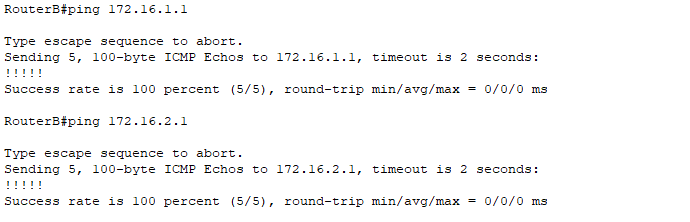 RouterB#ping 172.16.1.1
Type escape sequence to abort.
Sending 5, 100-byte ICMP Echos to 172.16.1.1, timeout is 2 seconds:
!!!!!
Success rate is 100 percent (5/5), round-trip min/avg/max = 0/0/0 ms
RouterB#ping 172.16.2.1
Type escape sequence to abort.
Sending 5, 100-byte ICMP Echos to 172.16.2.1, timeout is 2 seconds:
!!!!!
Success rate is 100 percent (5/5), round-trip min/avg/max = 0/0/0 ms